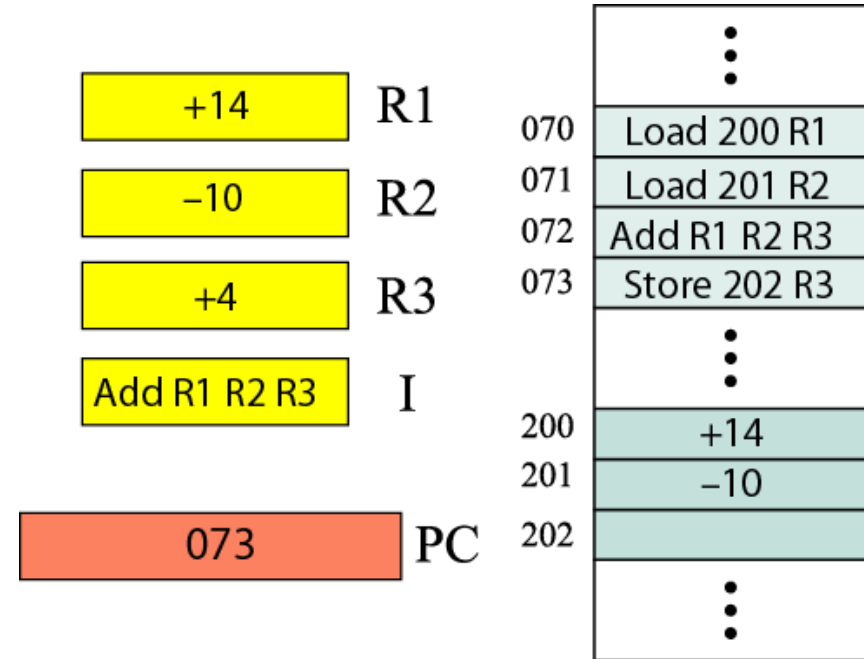 +14 R1
–10 R2
+4 R3
Add R1 R2 R3 I
073 PC
070 Load 200 R1
071 Load 201 R2
072 Add R1 R2 R3
073 Store 202 R3
200 +14
201 –10
202